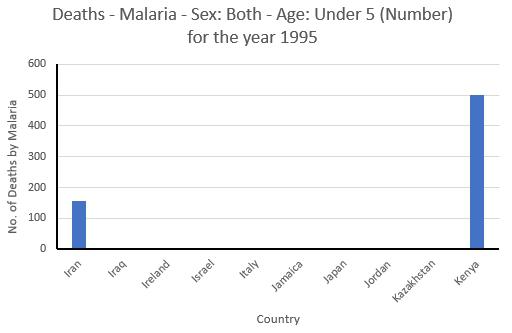 Deaths - Malaria - Sex: Both - Age: Under 5 (Number)
for the year 1995
600
500
400
300
200
100
0
No. of Deaths by Malaria
Iran
Iraq
Ireland
Israel
Italy
Jamaica
Japan
Jordan
Kazakhstan
Kenya
Country